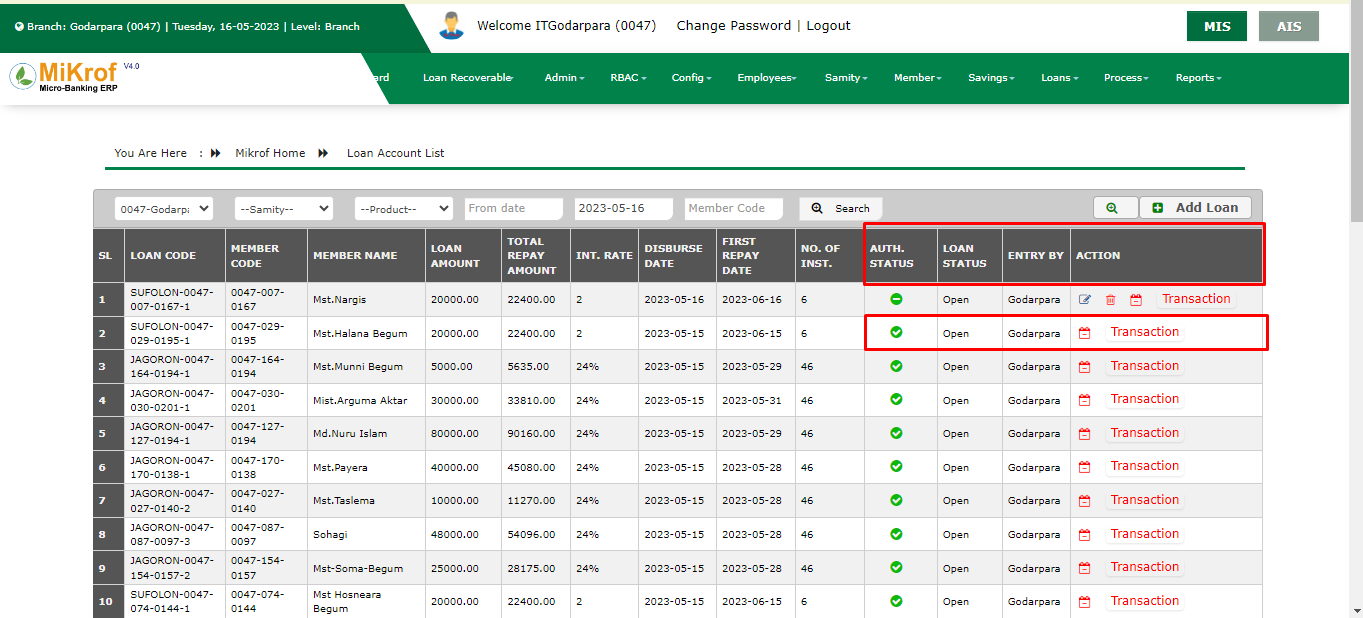 Branch: Godarpara (0047) | Tuesday, 16-05-2023 | Level: Branch
Welcome ITGodarpara (0047) Change Password | Logout
MIS AIS
MiKrof V4.0
Micro-Banking ERP
ard Loan Recoverable Admin RBAC Config Employees Samity Member Savings Loans Process Reports
You Are Here : Mikrof Home Loan Account List
0047-Godarpa --Samity-- --Product-- From date 2023-05-16 Member Code Search Add Loan
SL LOAN CODE MEMBER CODE MEMBER NAME LOAN AMOUNT TOTAL REPAY AMOUNT INT. RATE DISBURSE DATE FIRST REPAY DATE NO. OF INST. AUTH. STATUS LOAN STATUS ENTRY BY ACTION
1 SUFOLON-0047-007-0167-1 0047-007-0167 Mst.Nargis 20000.00 22400.00 2 2023-05-16 2023-06-16 6 Open Godarpara Transaction
2 SUFOLON-0047-029-0195-1 0047-029-0195 Mst.Halana Begum 20000.00 22400.00 2 2023-05-15 2023-06-15 6 Open Godarpara Transaction
3 JAGORON-0047-164-0194-1 0047-164-0194 Mst.Munni Begum 5000.00 5635.00 24% 2023-05-15 2023-05-29 46 Open Godarpara Transaction
4 JAGORON-0047-030-0201-1 0047-030-0201 Mist.Arguma Aktar 30000.00 33810.00 24% 2023-05-15 2023-05-31 46 Open Godarpara Transaction
5 JAGORON-0047-127-0194-1 0047-127-0194 Md.Nuru Islam 80000.00 90160.00 24% 2023-05-15 2023-05-29 46 Open Godarpara Transaction
6 JAGORON-0047-170-0138-1 0047-170-0138 Mst.Payera 40000.00 45080.00 24% 2023-05-15 2023-05-28 46 Open Godarpara Transaction
7 JAGORON-0047-027-0140-2 0047-027-0140 Mst.Taslema 10000.00 11270.00 24% 2023-05-15 2023-05-28 46 Open Godarpara Transaction
8 JAGORON-0047-087-0097-3 0047-087-0097 Sohagi 48000.00 54096.00 24% 2023-05-15 2023-05-28 46 Open Godarpara Transaction
9 JAGORON-0047-154-0157-2 0047-154-0157 Mst-Soma-Begum 25000.00 28175.00 24% 2023-05-15 2023-05-28 46 Open Godarpara Transaction
10 SUFOLON-0047-074-0144-1 0047-074-0144 Mst Hosneara Begum 20000.00 22400.00 2 2023-05-15 2023-06-15 6 Open Godarpara Transaction